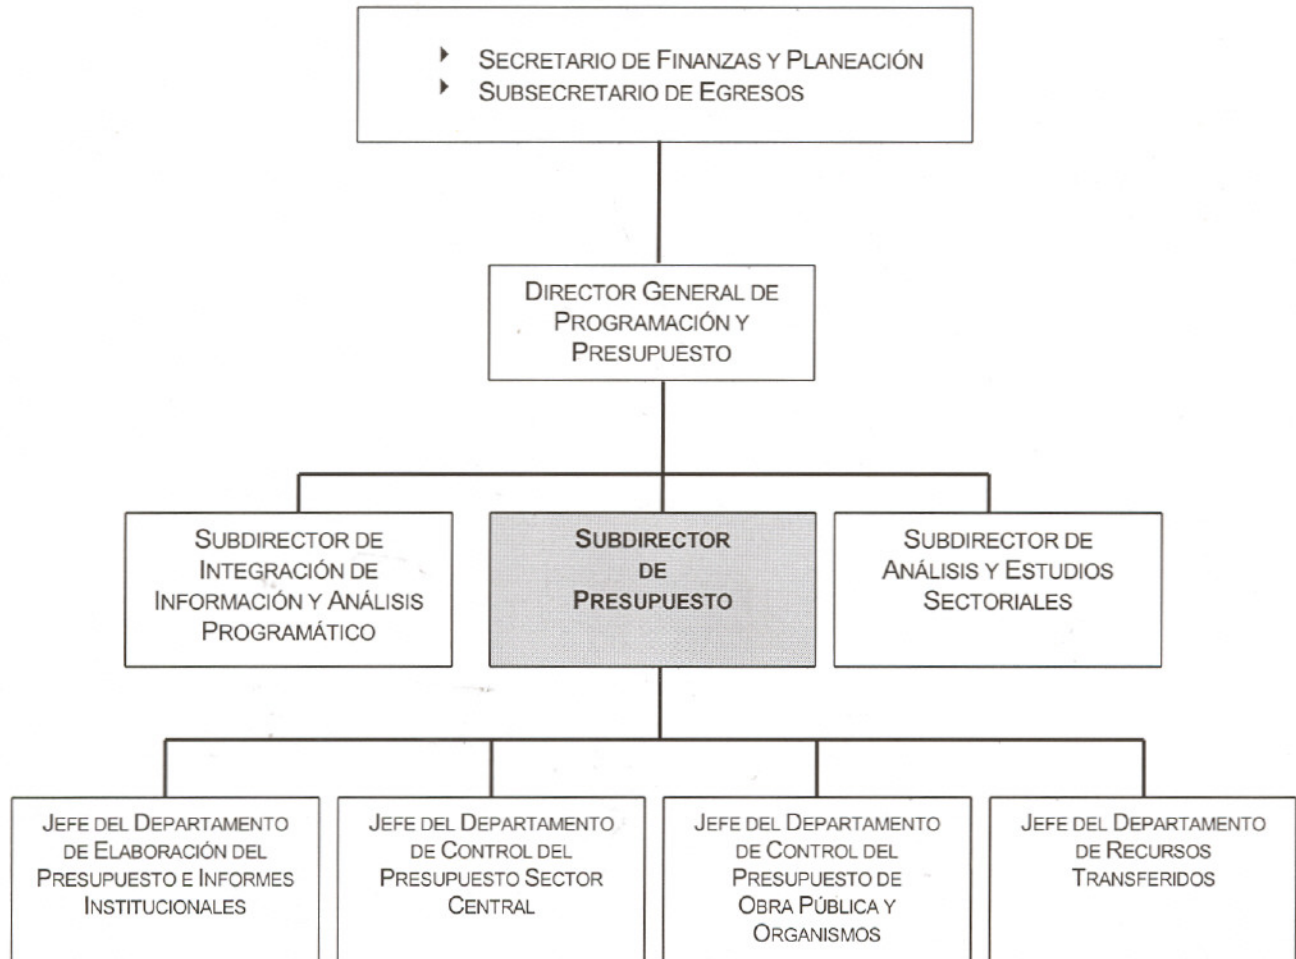 SECRETARIO DE FINANZAS Y PLANEACIÓN
SUBSECRETARIO DE EGRESOS
DIRECTOR GENERAL DE
PROGRAMACIÓN Y
PRESUPUESTO
SUBDIRECTOR DE
INTEGRACIÓN DE
INFORMACIÓN Y ANÁLISIS
PROGRAMÁTICO
SUBDIRECTOR
DE
PRESUPUESTO
SUBDIRECTOR DE
ANÁLISIS Y ESTUDIOS
SECTORIALES
JEFE DEL DEPARTAMENTO
DE ELABORACIÓN DEL
PRESUPUESTO E INFORMES
INSTITUCIONALES
JEFE DEL DEPARTAMENTO
DE CONTROL DEL
PRESUPUESTO SECTOR
CENTRAL
JEFE DEL DEPARTAMENTO
DE CONTROL DEL
PRESUPUESTO DE
OBRA PÚBLICA Y
ORGANISMOS
JEFE DEL DEPARTAMENTO
DE RECURSOS
TRANSFERIDOS